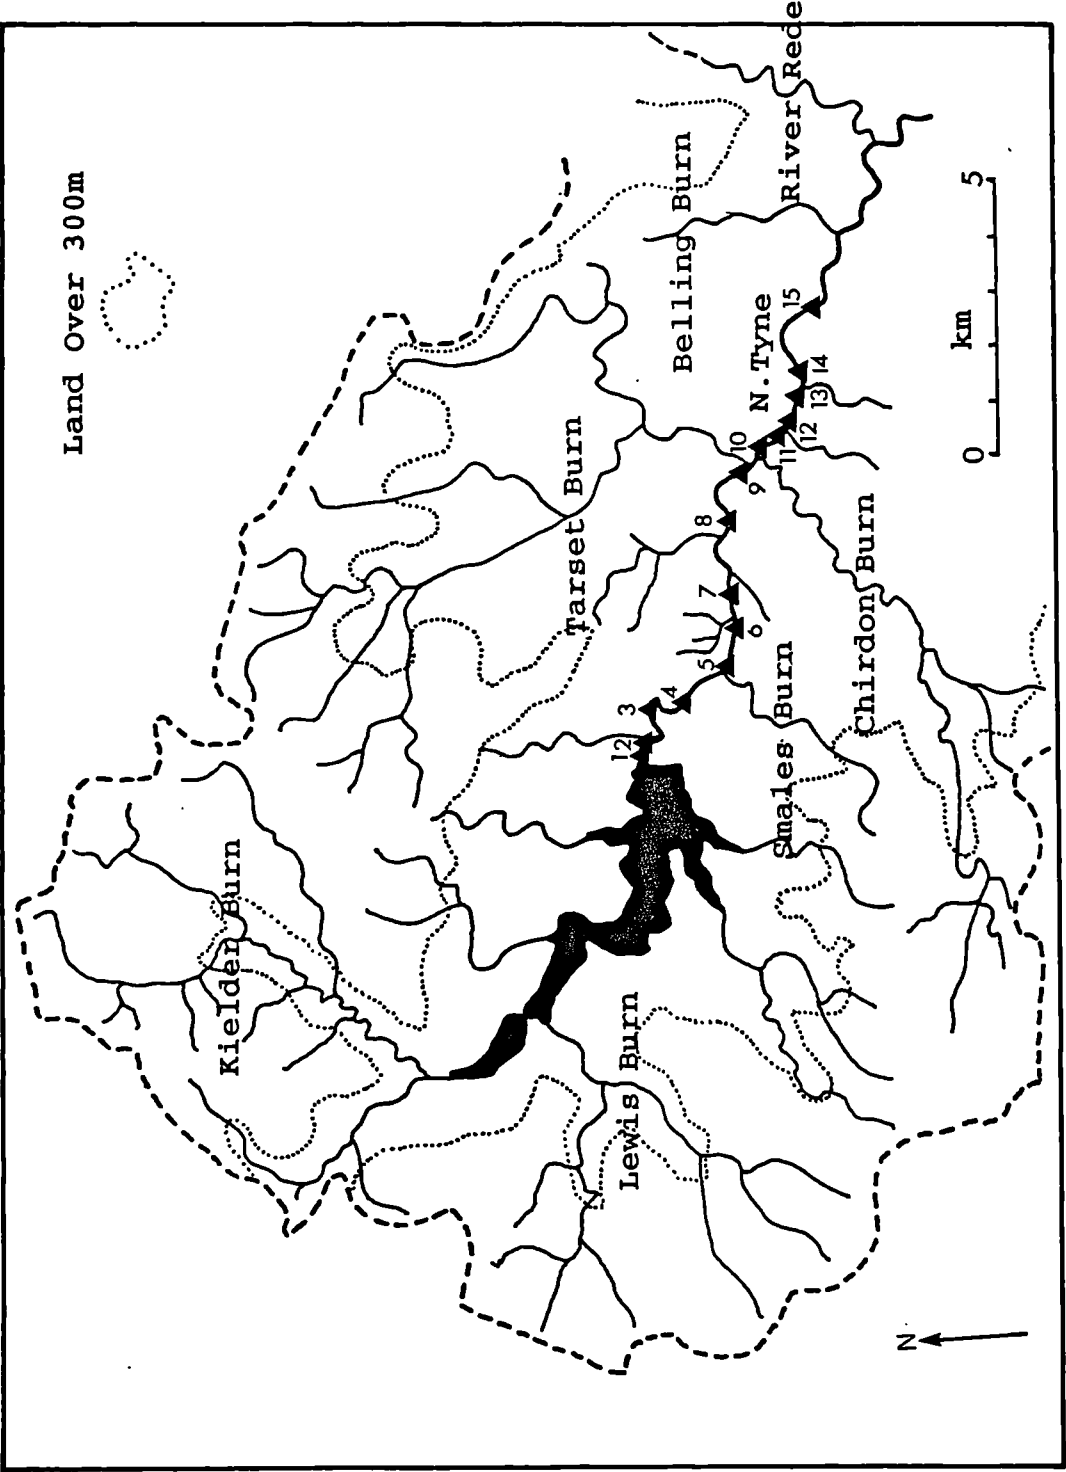 Land Over 300m
Kielder Burn
Tarset Burn
Belling Burn
River Rede
N.Tyne
Lewis Burn
Smales Burn
Chirdon Burn
1
2
3
4
5
6
7
8
9
10
11
12
13
14
15
0
5
km
N